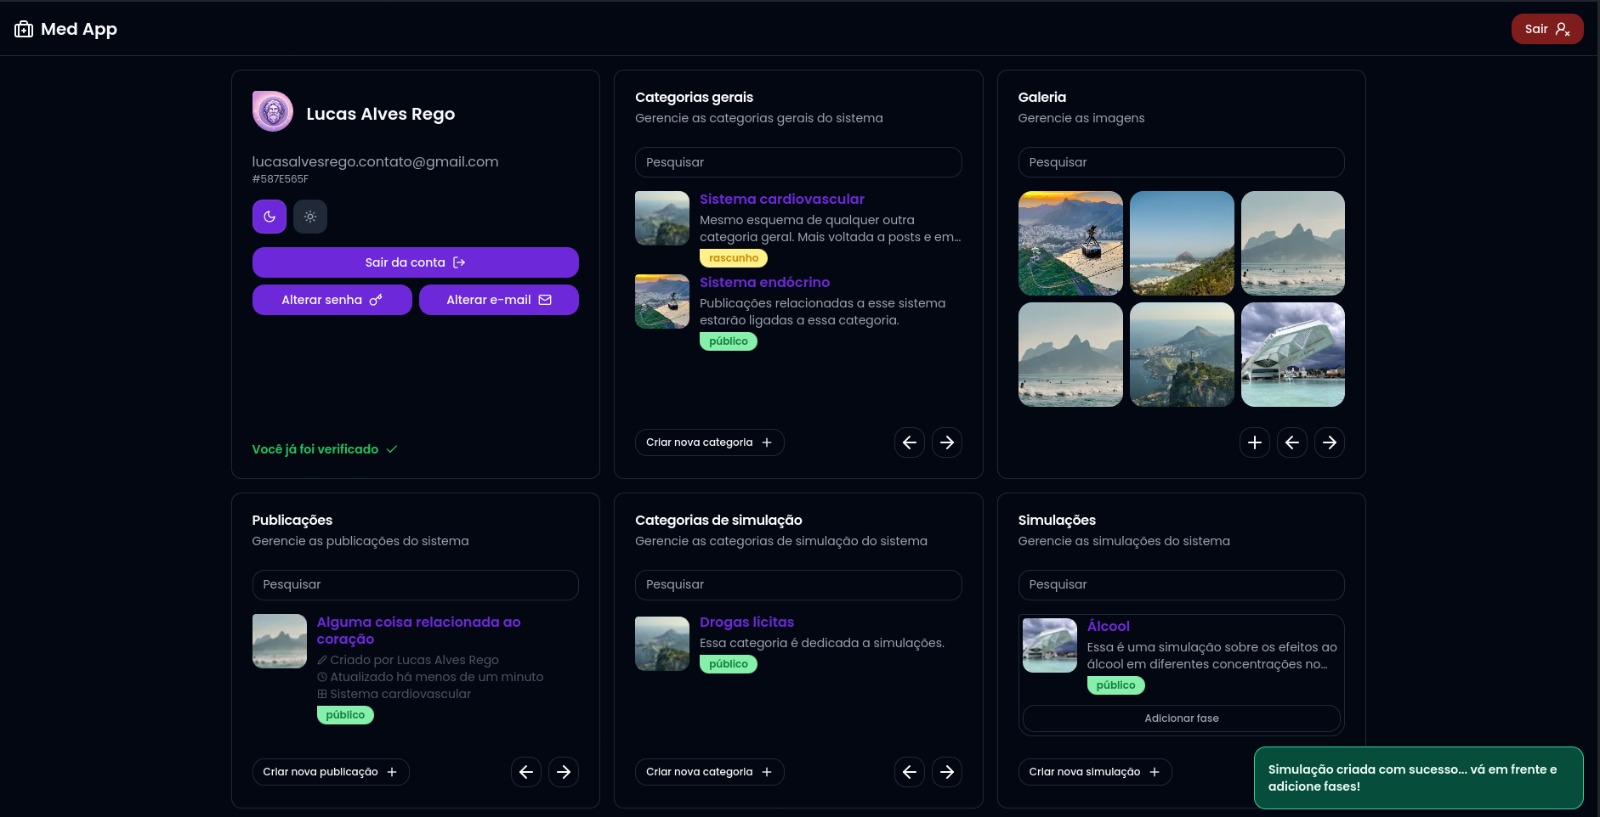 Med App
Sair
Lucas Alves Rego
lucasalvesrego.contato@gmail.com
#587E565F
Sair da conta
Alterar senha
Alterar e-mail
Você já foi verificado
Categorias gerais
Gerencie as categorias gerais do sistema
Pesquisar
Sistema cardiovascular
Mesmo esquema de qualquer outra
categoria geral. Mais voltada a posts e em...
rascunho
Sistema endócrino
Publicações relacionadas a esse sistema
estarão ligadas a essa categoria.
público
Criar nova categoria
Galeria
Gerencie as imagens
Pesquisar
Publicações
Gerencie as publicações do sistema
Pesquisar
Alguma coisa relacionada ao
coração
Criado por Lucas Alves Rego
Atualizado há menos de um minuto
Sistema cardiovascular
público
Criar nova publicação
Categorias de simulação
Gerencie as categorias de simulação do sistema
Pesquisar
Drogas lícitas
Essa categoria é dedicada a simulações.
público
Criar nova categoria
Simulações
Gerencie as simulações do sistema
Pesquisar
Álcool
Essa é uma simulação sobre os efeitos ao
álcool em diferentes concentrações no...
público
Adicionar fase
Criar nova simulação
Simulação criada com sucesso... vá em frente e
adicione fases!